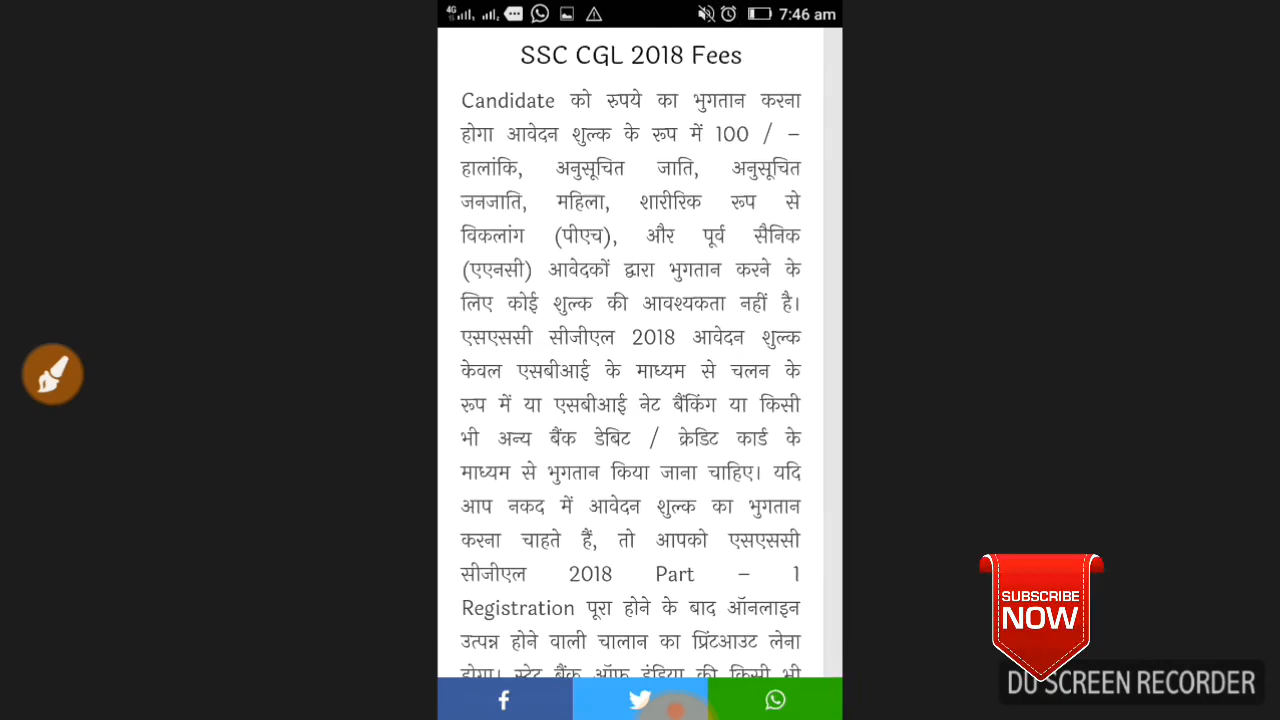 4G
7:46 am
SSC CGL 2018 Fees
Candidate को रुपये का भुगतान करना
होगा आवेदन शुल्क के रूप में 100 / –
हालांकि, अनुसूचित जाति, अनुसूचित
जनजाति, महिला, शारीरिक रूप से
विकलांग (पीएच), और पूर्व सैनिक
(एएनसी) आवेदकों द्वारा भुगतान करने के
लिए कोई शुल्क की आवश्यकता नहीं है।
एसएससी सीजीएल 2018 आवेदन शुल्क
केवल एसबीआई के माध्यम से चलन के
रूप में या एसबीआई नेट बैंकिंग या किसी
भी अन्य बैंक डेबिट / क्रेडिट कार्ड के
माध्यम से भुगतान किया जाना चाहिए। यदि
आप नकद में आवेदन शुल्क का भुगतान
करना चाहते हैं, तो आपको एसएससी
सीजीएल 2018 Part – 1
Registration पूरा होने के बाद ऑनलाइन
उत्पन्न होने वाली चालान का प्रिंटआउट लेना
होगा। स्टेट बैंक ऑफ इंडिया की किसी भी
SUBSCRIBE
NOW
DU SCREEN RECORDER